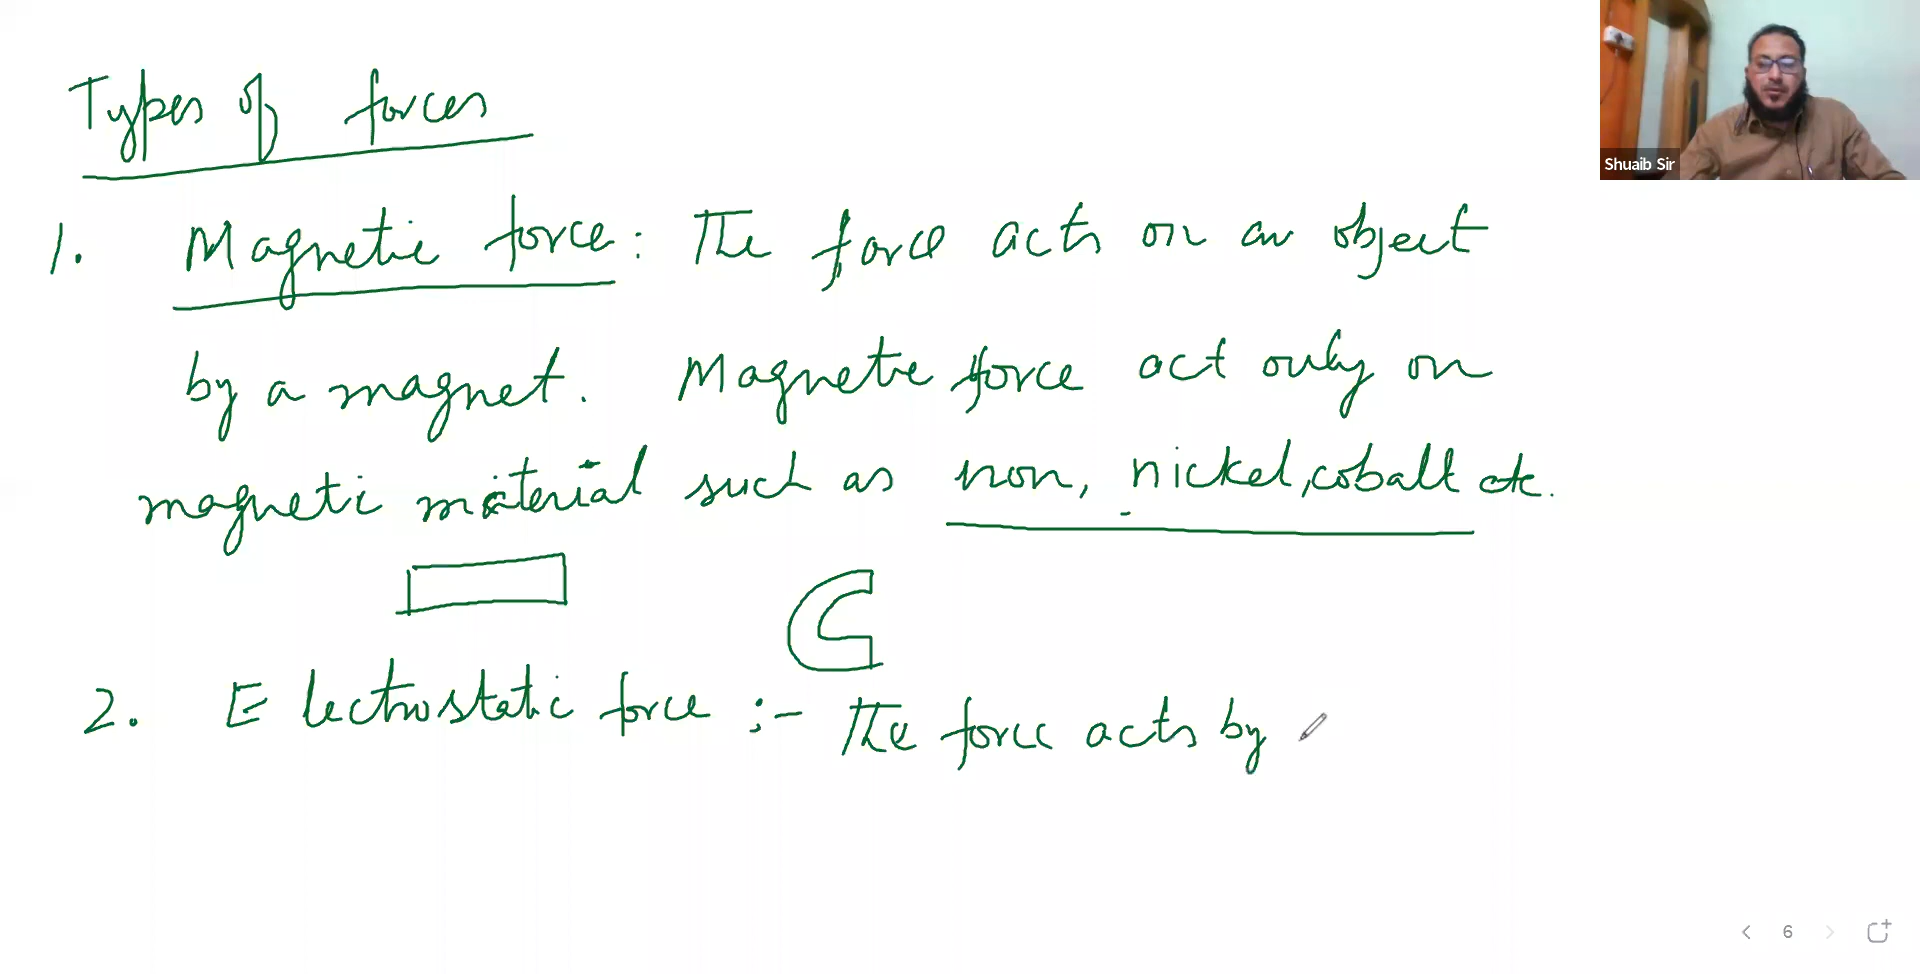 Types of forces
1. Magnetic force: The force acts on an object
by a magnet. Magnetic force act only on
magnetic material such as iron, nickel, cobalt etc.
2. Electrostatic force :- The force acts by
Shuaib Sir
6